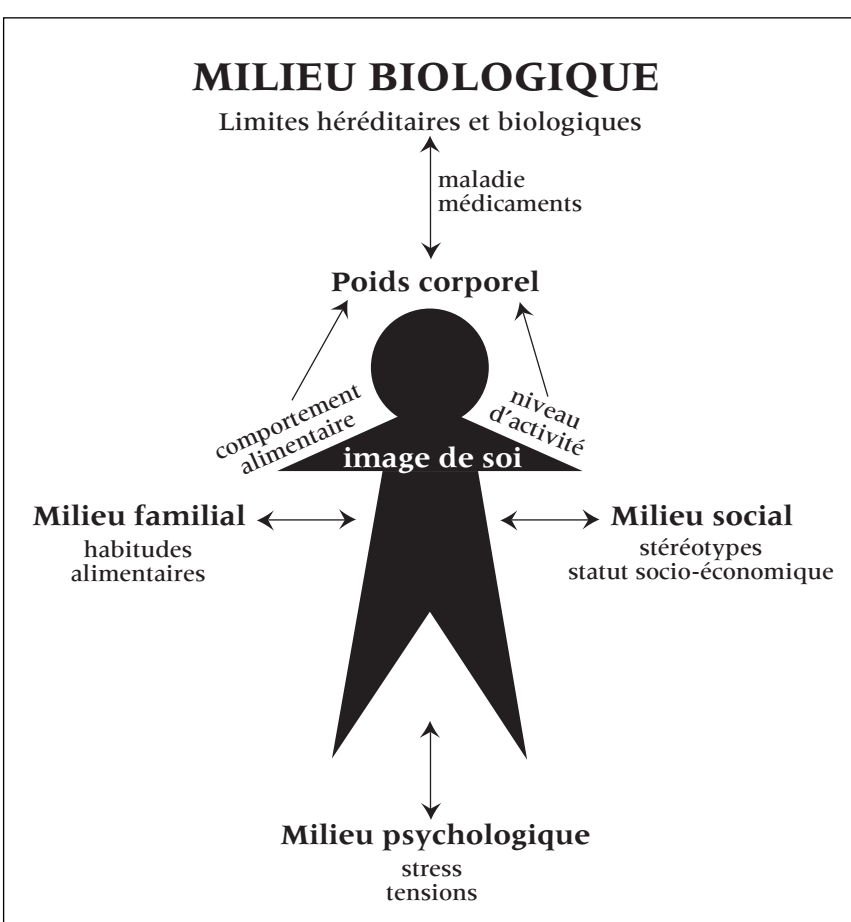 MILIEU BIOLOGIQUE
Limites héréditaires et biologiques
maladie
médicaments
Poids corporel
comportement
alimentaire
niveau
d'activité
image de soi
Milieu familial
habitudes
alimentaires
Milieu social
stéréotypes
statut socio-économique
Milieu psychologique
stress
tensions